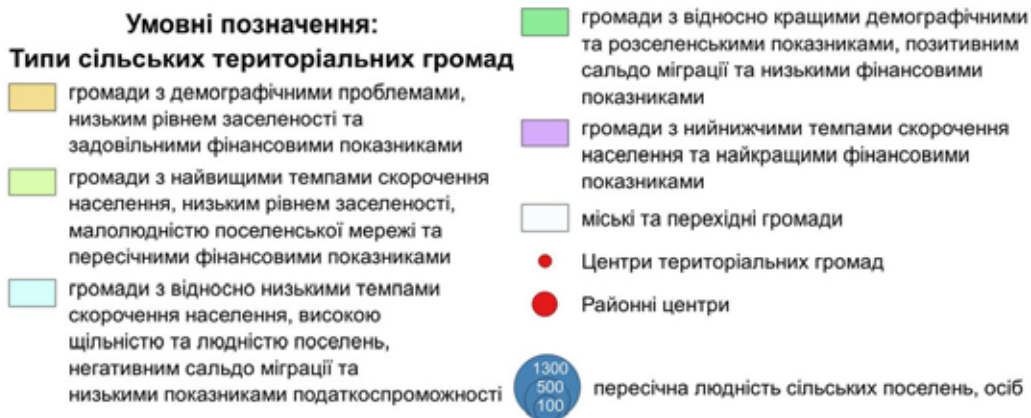 Умовні позначення:
Типи сільських територіальних громад
громади з демографічними проблемами,
низьким рівнем заселеності та
задовільними фінансовими показниками
громади з найвищими темпами скорочення
населення, низьким рівнем заселеності,
малолюдністю поселенської мережі та
пересічними фінансовими показниками
громади з відносно низькими темпами
скорочення населення, високою
щільністю та людністю поселень,
негативним сальдо міграції та
низькими показниками податкоспроможності
громади з відносно кращими демографічними
та розселенськими показниками, позитивним
сальдо міграції та низькими фінансовими
показниками
громади з нийнижчими темпами скорочення
населення та найкращими фінансовими
показниками
міські та перехідні громади
Центри територіальних громад
Районні центри
1300
500
100
пересічна людність сільських поселень, осіб